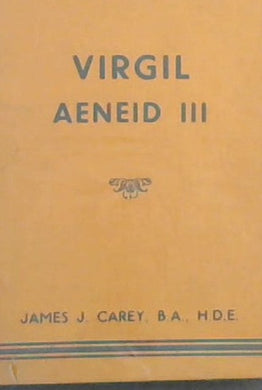 VIRGIL
AENEID III
JAMES J. CAREY, B.A., H.D.E.